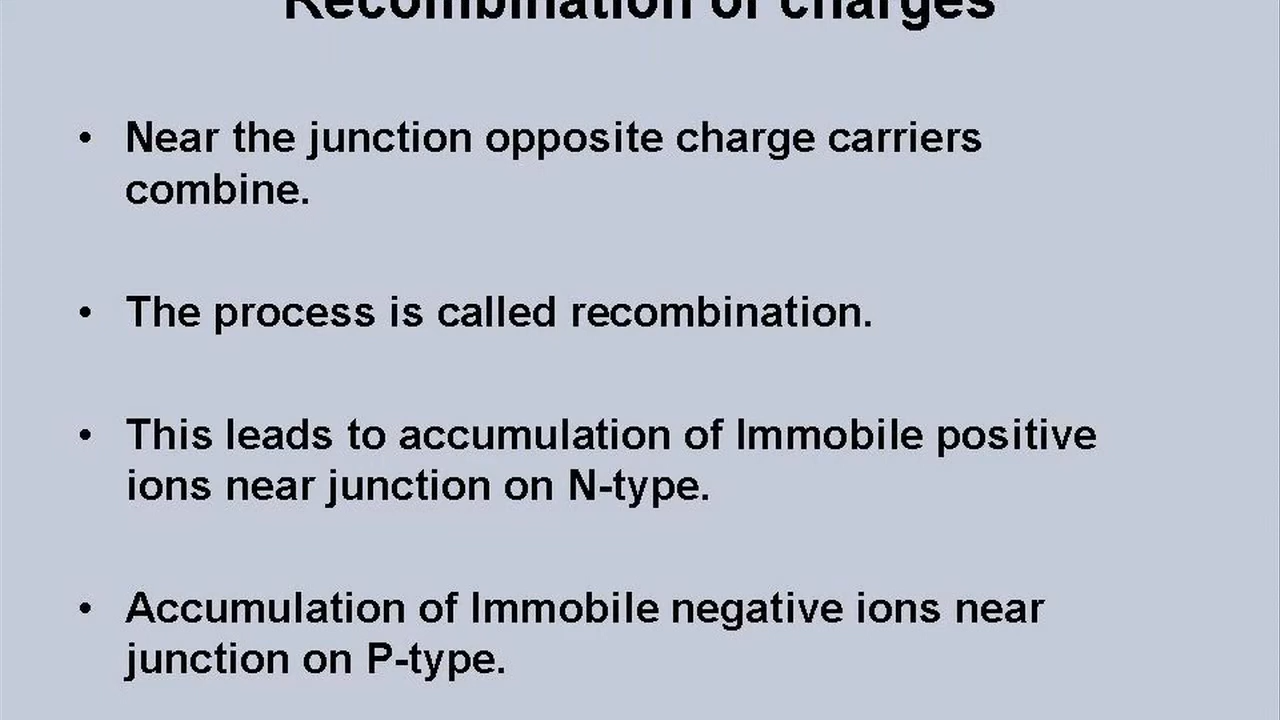 Recombination of charges
• Near the junction opposite charge carriers
combine.
• The process is called recombination.
• This leads to accumulation of Immobile positive
ions near junction on N-type.
• Accumulation of Immobile negative ions near
junction on P-type.